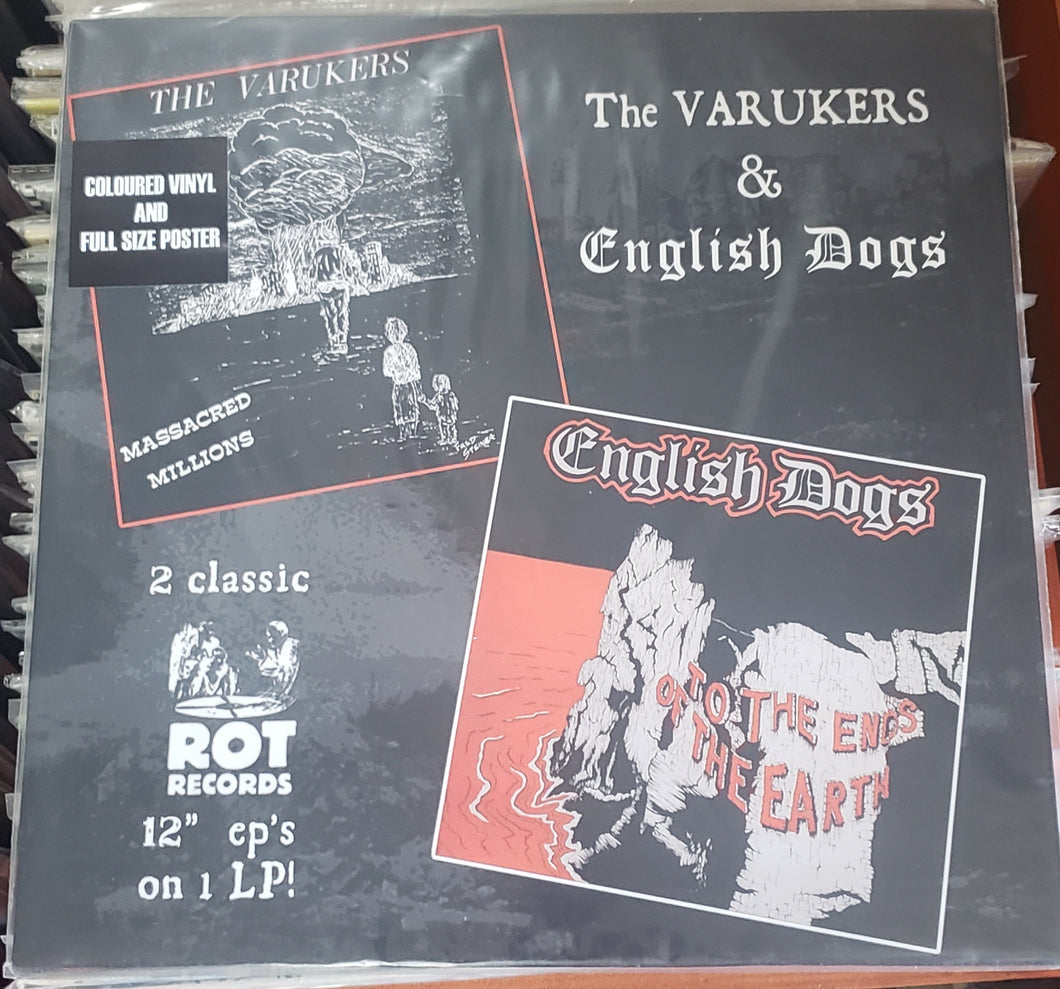 THE VARUKERS
COLOURED VINYL
AND
FULL SIZE POSTER
MASSACRED
MILLIONS
The VARUKERS
&
English Dogs
English Dogs
TO THE ENDS
OF THE EARTH
2 classic
ROT
RECORDS
12” ep’s
on 1 LP!